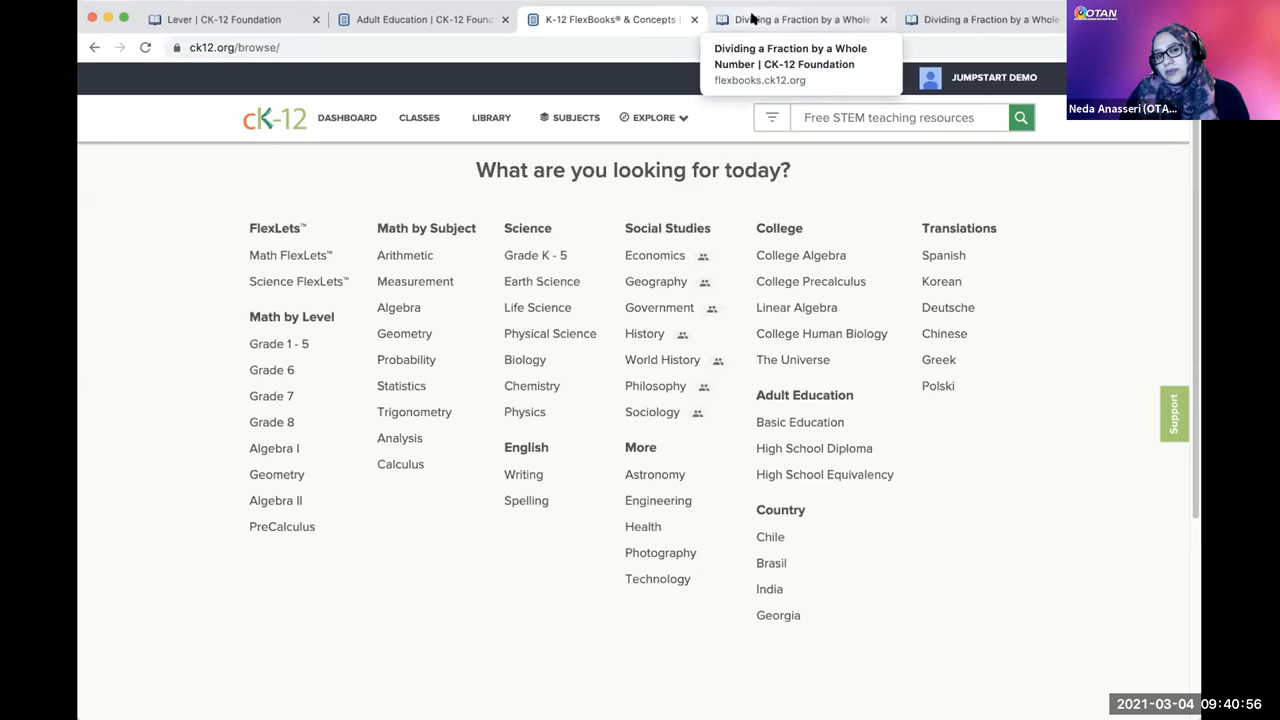 Lever | CK-12 Foundation
Adult Education | CK-12 Found
K-12 FlexBooks® & Concepts |
Dividing a Fraction by a Whole
Dividing a Fraction by a Whole
ck12.org/browse/
Dividing a Fraction by a Whole
Number | CK-12 Foundation
flexbooks.ck12.org
JUMPSTART DEMO
OTAN
Neda Anasseri (OTA...
cK-12
DASHBOARD
CLASSES
LIBRARY
SUBJECTS
EXPLORE
Free STEM teaching resources
What are you looking for today?
FlexLets™
Math FlexLets™
Science FlexLets™
Math by Level
Grade 1 - 5
Grade 6
Grade 7
Grade 8
Algebra I
Geometry
Algebra II
PreCalculus
Math by Subject
Arithmetic
Measurement
Algebra
Geometry
Probability
Statistics
Trigonometry
Analysis
Calculus
Science
Grade K - 5
Earth Science
Life Science
Physical Science
Biology
Chemistry
Physics
English
Writing
Spelling
Social Studies
Economics
Geography
Government
History
World History
Philosophy
Sociology
More
Astronomy
Engineering
Health
Photography
Technology
College
College Algebra
College Precalculus
Linear Algebra
College Human Biology
The Universe
Adult Education
Basic Education
High School Diploma
High School Equivalency
Country
Chile
Brasil
India
Georgia
Translations
Spanish
Korean
Deutsche
Chinese
Greek
Polski
Support
2021-03-04 09:40:56